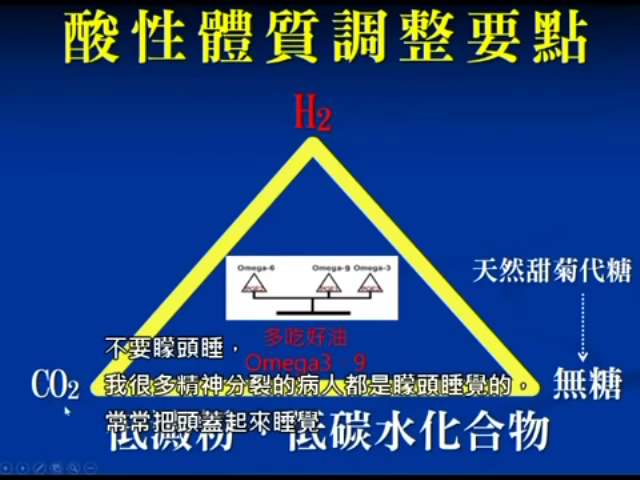 酸性體質調整要點
H2
Omega-6 Omega-9 Omega-3
天然甜菊代糖
多吃好油
Omega3、9
不要矇頭睡，
CO2
我很多精神分裂的病人都是矇頭睡覺的，
無糖
常常把頭蓋起來睡覺
低澱粉、低碳水化合物